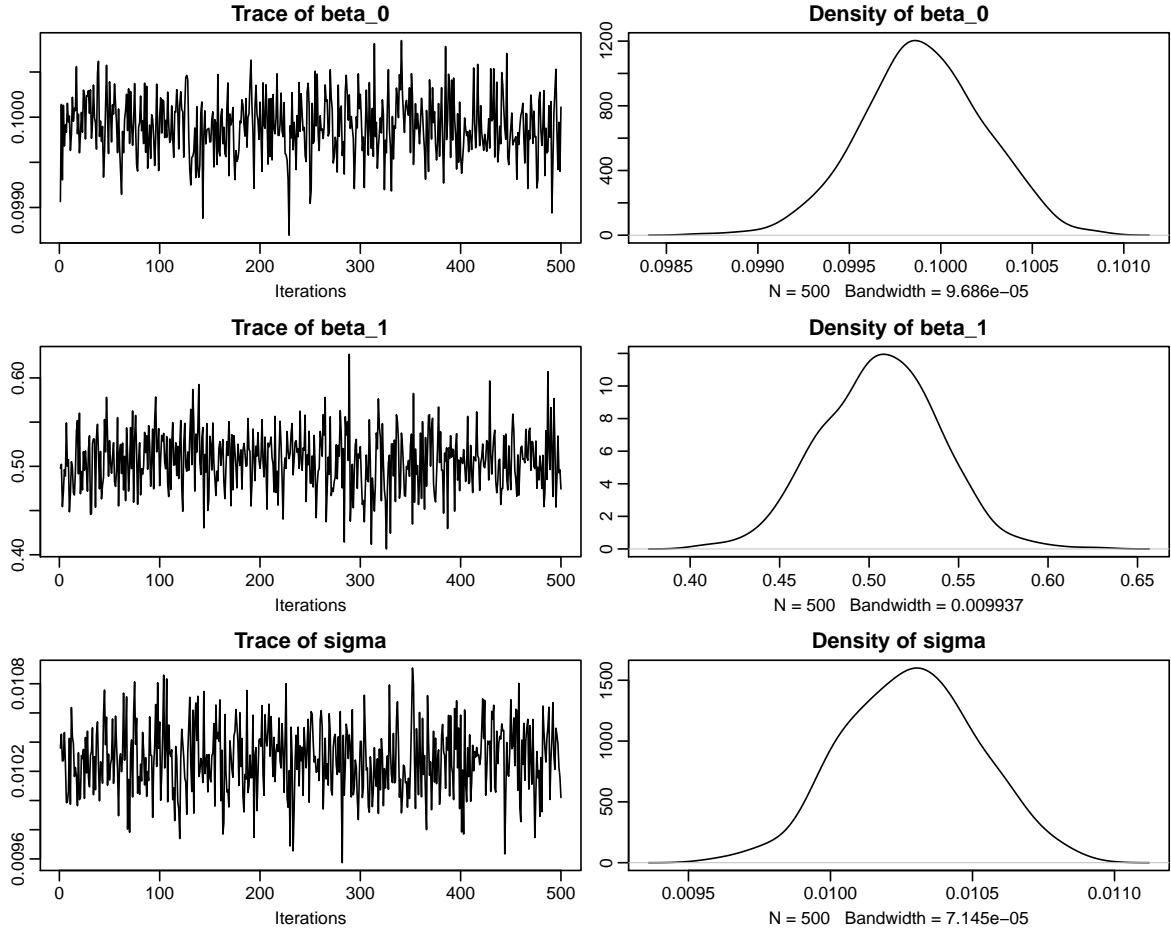 Trace of beta_0
0.0990 0.1000
0 100 200 300 400 500
Iterations
Density of beta_0
0 400 800 1200
0.0985 0.0990 0.0995 0.1000 0.1005 0.1010
N = 500 Bandwidth = 9.686e−05
Trace of beta_1
0.40 0.50 0.60
0 100 200 300 400 500
Iterations
Density of beta_1
0 2 4 6 8 10
0.40 0.45 0.50 0.55 0.60 0.65
N = 500 Bandwidth = 0.009937
Trace of sigma
0.0096 0.0102 0.0108
0 100 200 300 400 500
Iterations
Density of sigma
0 500 1000 1500
0.0095 0.0100 0.0105 0.0110
N = 500 Bandwidth = 7.145e−05